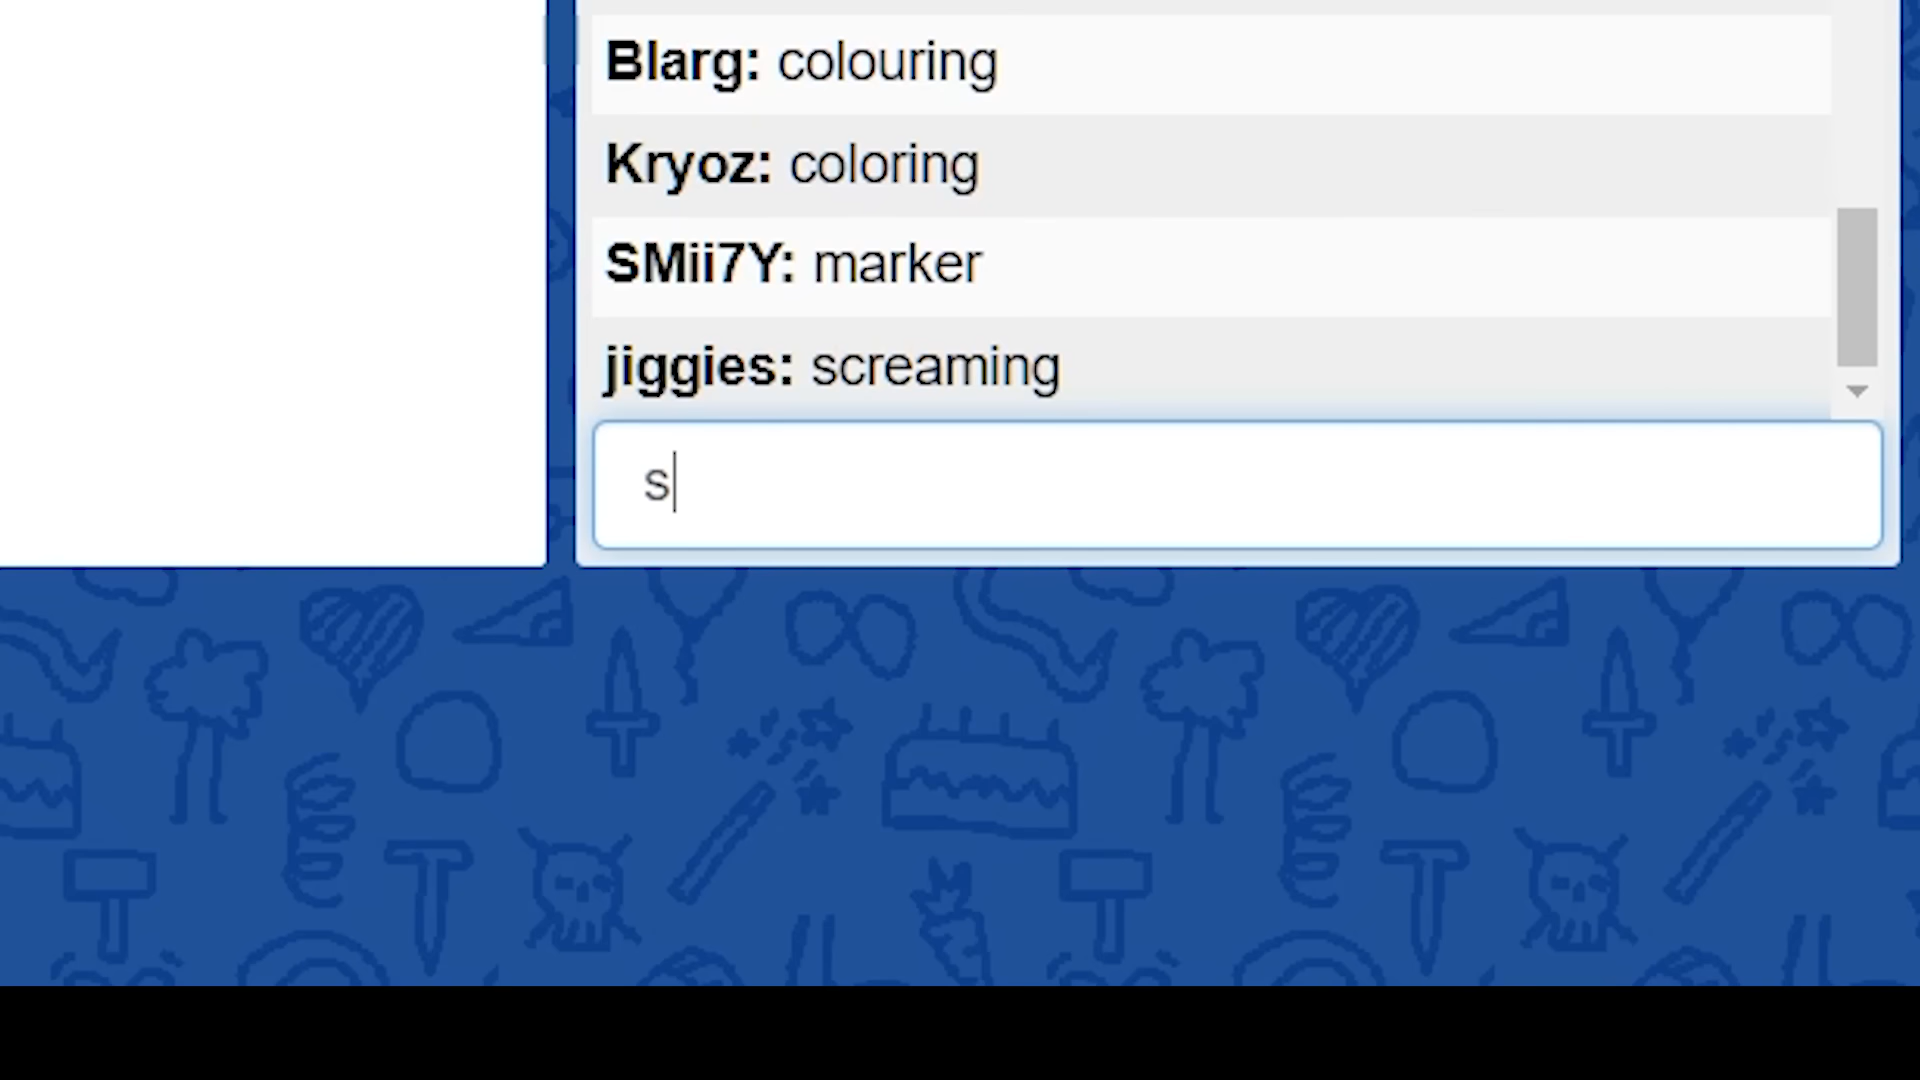 Blarg: colouring
Kryoz: coloring
SMii7Y: marker
jiggies: screaming
s